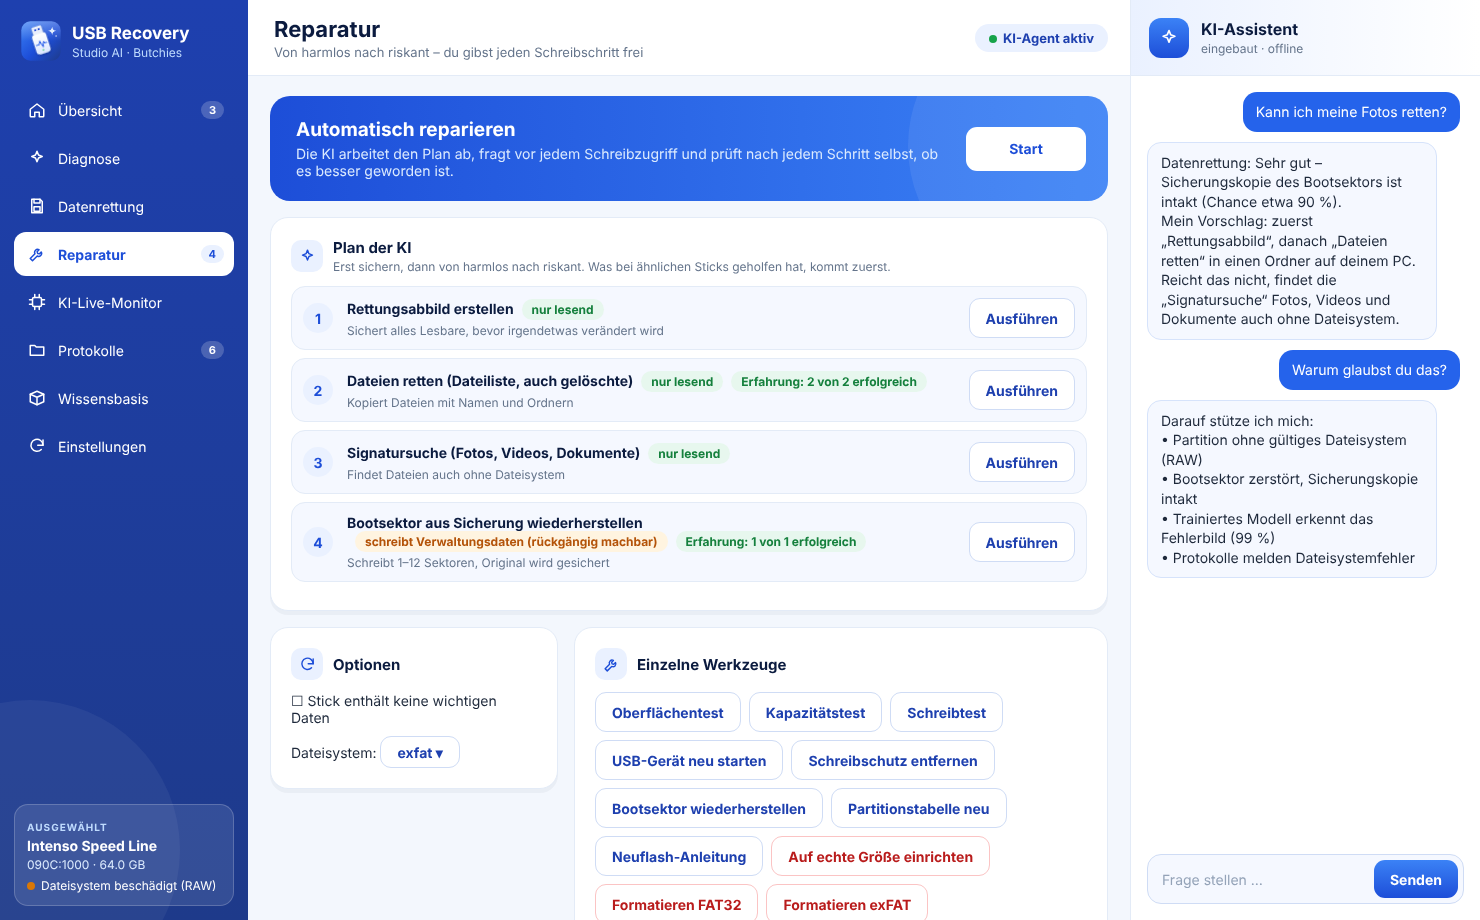 USB Recovery
Studio AI · Butchies
Übersicht 3
Diagnose
Datenrettung
Reparatur 4
KI-Live-Monitor
Protokolle 6
Wissensbasis
Einstellungen
AUSGEWÄHLT
Intenso Speed Line
090C:1000 · 64.0 GB
Dateisystem beschädigt (RAW)
Reparatur
Von harmlos nach riskant – du gibst jeden Schreibschritt frei
KI-Agent aktiv
Automatisch reparieren
Die KI arbeitet den Plan ab, fragt vor jedem Schreibzugriff und prüft nach jedem Schritt selbst, ob
es besser geworden ist.
Start
Plan der KI
Erst sichern, dann von harmlos nach riskant. Was bei ähnlichen Sticks geholfen hat, kommt zuerst.
1
Rettungsabbild erstellen nur lesend
Sichert alles Lesbare, bevor irgendetwas verändert wird
Ausführen
2
Dateien retten (Dateiliste, auch gelöschte) nur lesend Erfahrung: 2 von 2 erfolgreich
Kopiert Dateien mit Namen und Ordnern
Ausführen
3
Signatursuche (Fotos, Videos, Dokumente) nur lesend
Findet Dateien auch ohne Dateisystem
Ausführen
4
Bootsektor aus Sicherung wiederherstellen
schreibt Verwaltungsdaten (rückgängig machbar) Erfahrung: 1 von 1 erfolgreich
Schreibt 1–12 Sektoren, Original wird gesichert
Ausführen
Optionen
☐ Stick enthält keine wichtigen
Daten
Dateisystem: exfat ▾
Einzelne Werkzeuge
Oberflächentest Kapazitätstest Schreibtest
USB-Gerät neu starten Schreibschutz entfernen
Bootsektor wiederherstellen Partitionstabelle neu
Neuflash-Anleitung Auf echte Größe einrichten
Formatieren FAT32 Formatieren exFAT
KI-Assistent
eingebaut · offline
Kann ich meine Fotos retten?
Datenrettung: Sehr gut –
Sicherungskopie des Bootsektors ist
intakt (Chance etwa 90 %).
Mein Vorschlag: zuerst
„Rettungsabbild“, danach „Dateien
retten“ in einen Ordner auf deinem PC.
Reicht das nicht, findet die
„Signatursuche“ Fotos, Videos und
Dokumente auch ohne Dateisystem.
Warum glaubst du das?
Darauf stütze ich mich:
• Partition ohne gültiges Dateisystem
(RAW)
• Bootsektor zerstört, Sicherungskopie
intakt
• Trainiertes Modell erkennt das
Fehlerbild (99 %)
• Protokolle melden Dateisystemfehler
Frage stellen ...
Senden